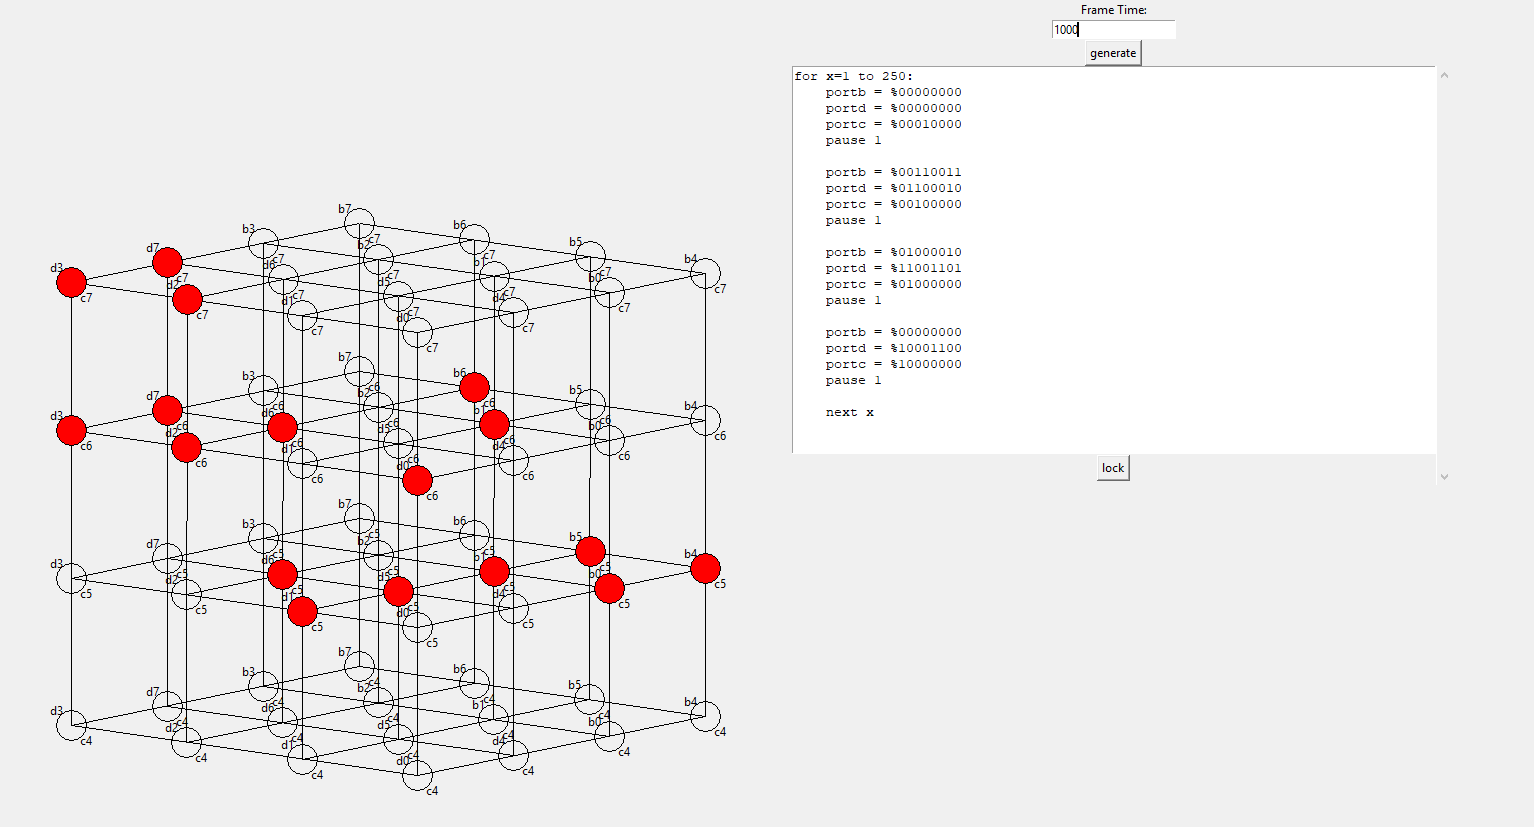 Frame Time:
1000
generate
for x=1 to 250:
portb = %00000000
portd = %00000000
portc = %00010000
pause 1
portb = %00110011
portd = %01100010
portc = %00100000
pause 1
portb = %01000010
portd = %11001101
portc = %01000000
pause 1
portb = %00000000
portd = %10001100
portc = %10000000
pause 1
next x
lock
b7
b3 c7 b6
d7 c7 b2 b5
d3 d6 c7 b1 c7 b4
c7 d2 c7 d5 c7 b0 c7
c7 d1 c7 d4 c7
c7 d0 c7
c7
b7
b3 c6 b6
d7 c6 b2 c6 b5
d3 c6 d6 c6 b1 c6 b4
c6 d2 c6 d5 c6 b0 c6
c6 d1 c6 d4 c6
c6 d0
c6
b7
b3 c5 b6
d7 c5 b2 c5 b5
d3 c5 d6 c5 b1 c5 b4
c5 d2 c5 d5 c5 b0 c5
c5 d1 c5 d4 c5
c5 d0 c5
c5
b7
b3 c4 b6
d7 c4 b2 c4 b5
d3 c4 d6 c4 b1 c4 b4
c4 d2 c4 d5 c4 b0 c4
c4 d1 c4 d4 c4
c4 d0 c4
c4